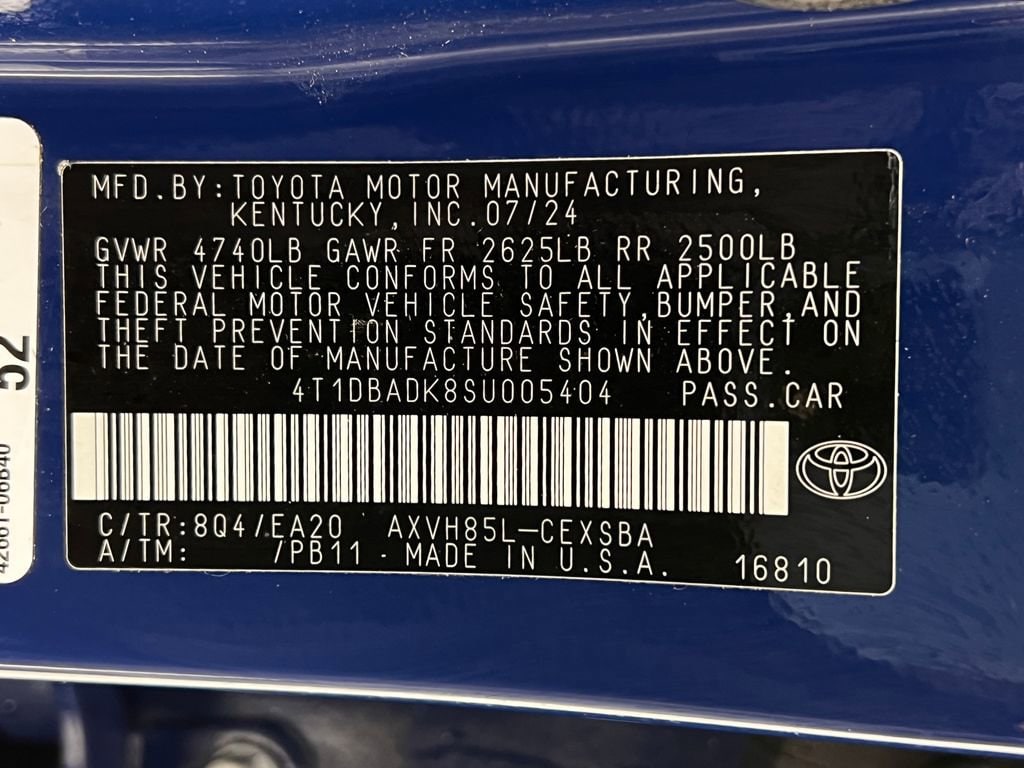 MFD.BY:TOYOTA MOTOR MANUFACTURING,
KENTUCKY,INC.07/24
GVWR 4740LB GAWR FR 2625LB RR 2500LB
THIS VEHICLE CONFORMS TO ALL APPLICABLE
FEDERAL MOTOR VEHICLE SAFETY,BUMPER,AND
THEFT PREVENTION STANDARDS IN EFFECT ON
THE DATE OF MANUFACTURE SHOWN ABOVE.
4T1DBADK8SU005404 PASS.CAR
C/TR:8Q4/EA20 AXVH85L-CEXSBA
A/TM: /PB11 - MADE IN U.S.A. 16810
52